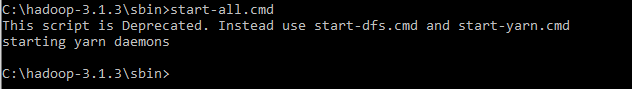 C:\hadoop-3.1.3\sbin>start-all.cmd
This script is Deprecated. Instead use start-dfs.cmd and start-yarn.cmd
starting yarn daemons
C:\hadoop-3.1.3\sbin>